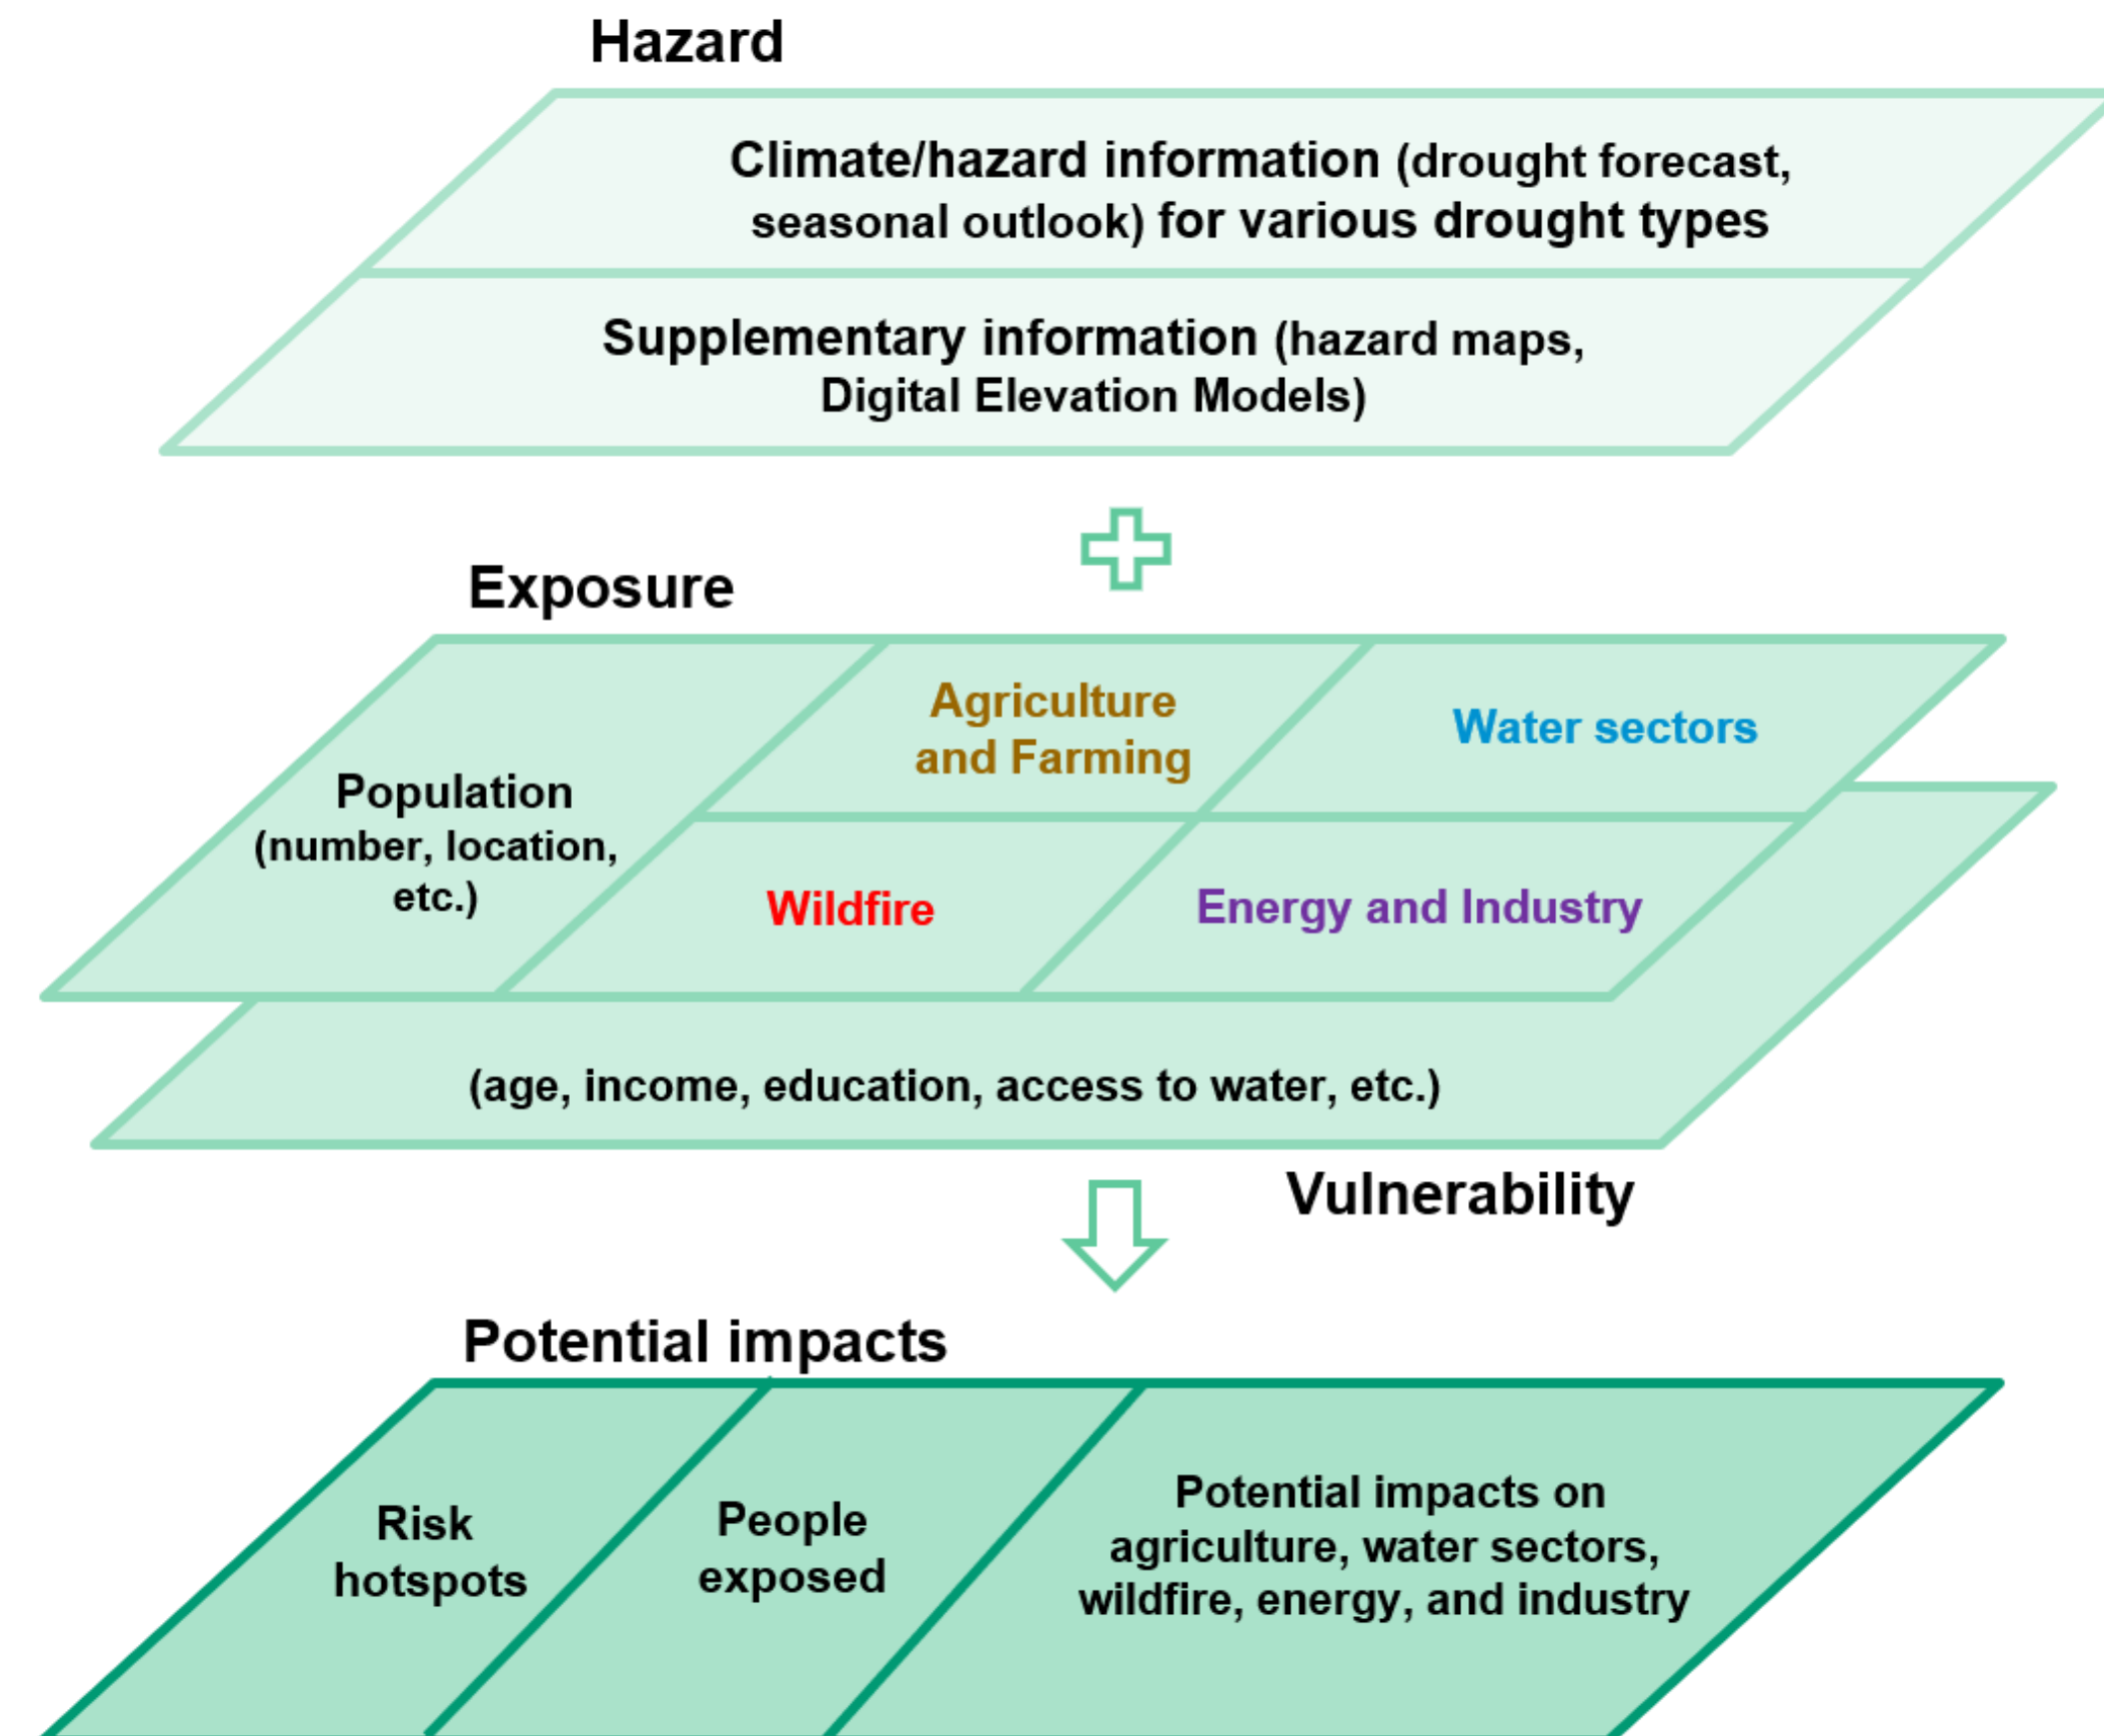 Hazard
Climate/hazard information (drought forecast,
seasonal outlook) for various drought types
Supplementary information (hazard maps,
Digital Elevation Models)
Exposure
Population
(number, location,
etc.)
Agriculture
and Farming
Water sectors
Wildfire
Energy and Industry
(age, income, education, access to water, etc.)
Vulnerability
Potential impacts
Risk
hotspots
People
exposed
Potential impacts on
agriculture, water sectors,
wildfire, energy, and industry